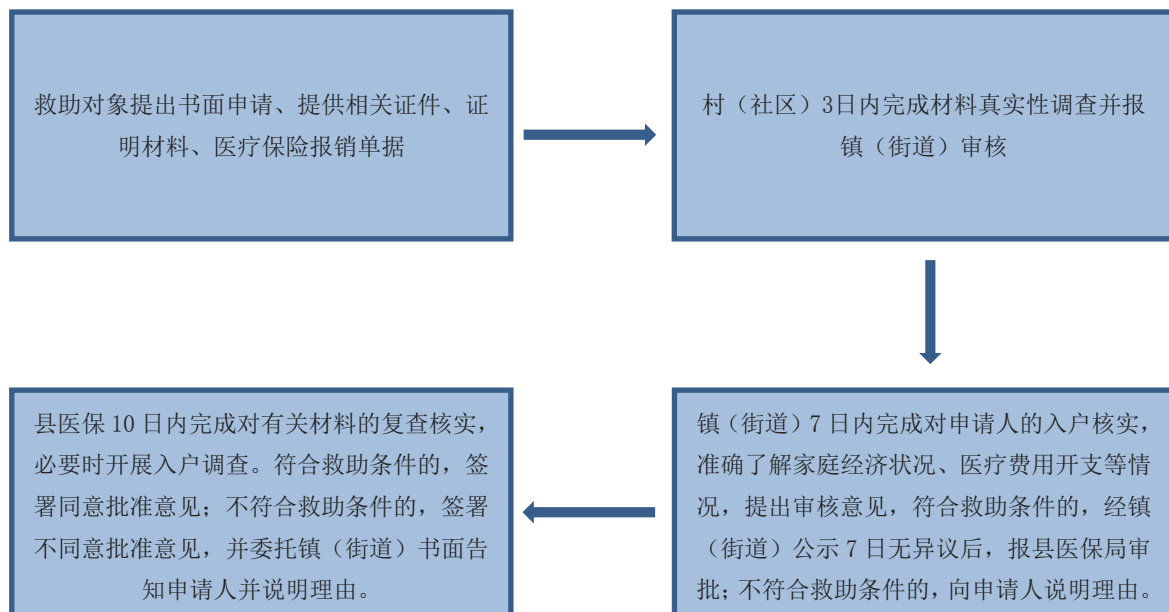 救助对象提出书面申请、提供相关证件、证
明材料、医疗保险报销单据
村（社区）3日内完成材料真实性调查并报
镇（街道）审核
镇（街道）7 日内完成对申请人的入户核实，
准确了解家庭经济状况、医疗费用开支等情
况，提出审核意见，符合救助条件的，经镇
（街道）公示 7 日无异议后，报县医保局审
批；不符合救助条件的，向申请人说明理由。
县医保 10 日内完成对有关材料的复查核实，
必要时开展入户调查。符合救助条件的，签
署同意批准意见；不符合救助条件的，签署
不同意批准意见，并委托镇（街道）书面告
知申请人并说明理由。